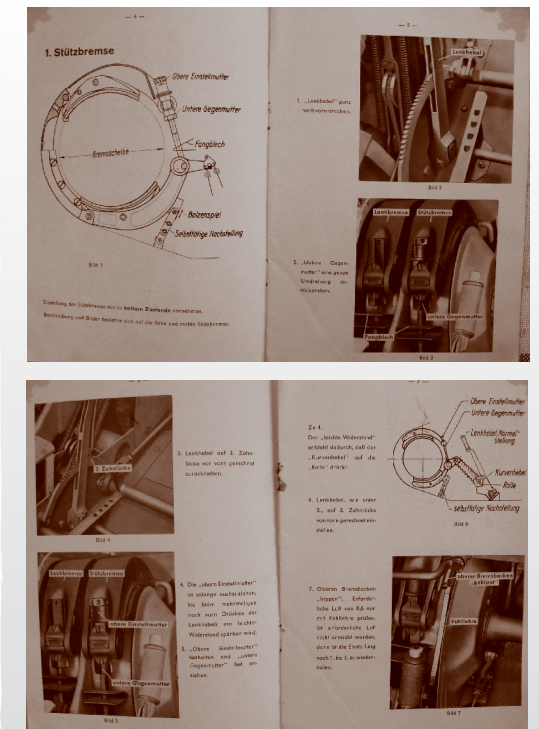 — 4 —
1. Stützbremse
Obere Einstellmutter
Untere Gegenmutter
Fangblech
Bremsscheibe
Bolzenspiel
Selbsttätige Nachstellung
Bild 1
Einstellung der Stützbremse nur in kaltem Zustande vornehmen.
Beschreibung und Bilder beziehen sich auf die linke und rechte Stützbremse.
— 5 —
1. „Lenkhebel" ganz
nach vorn drücken.
Lenkhebel
Bild 2
2. „Untere Gegen-
mutter" eine ganze
Umdrehung zu-
rückdrehen.
Lenkbremse Stützbremse
untere Gegenmutter
Fangblech
Bild 3
3. Zahnlücke
Bild 4
3. Lenkhebel auf 3. Zahn-
lücke von vorn gerechnet
zurückziehen.
Lenkbremse Stützbremse
obere Einstellmutter
untere Gegenmutter
Bild 5
4. Die „obere Einstellmutter"
ist solange nachzuziehen,
bis beim mehrmaligen
nach vorn Drücken des
Lenkhebels ein leichter
Widerstand spürbar wird.
5. „Obere Einstellmutter"
festhalten und „untere
Gegenmutter" fest an-
ziehen.
— 7 —
Zu 4.
Der „leichte Widerstand"
entsteht dadurch, daß der
„Kurvenhebel" auf die
„Rolle" drückt.
Obere Einstellmutter
Untere Gegenmutter
Lenkhebel, Normal-
stellung
Kurvenhebel
Rolle
selbsttätige Nachstellung
Bild 6
6. Lenkhebel, wie unter
3., auf 3. Zahnlücke
von vorn gerechnet ein-
stellen.
7. Oberen Bremsbacken
„kippen". Erforder-
liche Luft von 0,6 mm
mit Fühllehre prüfen.
Ist erforderliche Luft
nicht erreicht worden,
dann ist die Einstellung
nach 1. bis 5. zu wieder-
holen.
oberer Bremsbacken
„gekippt"
Fühllehre
Bild 7